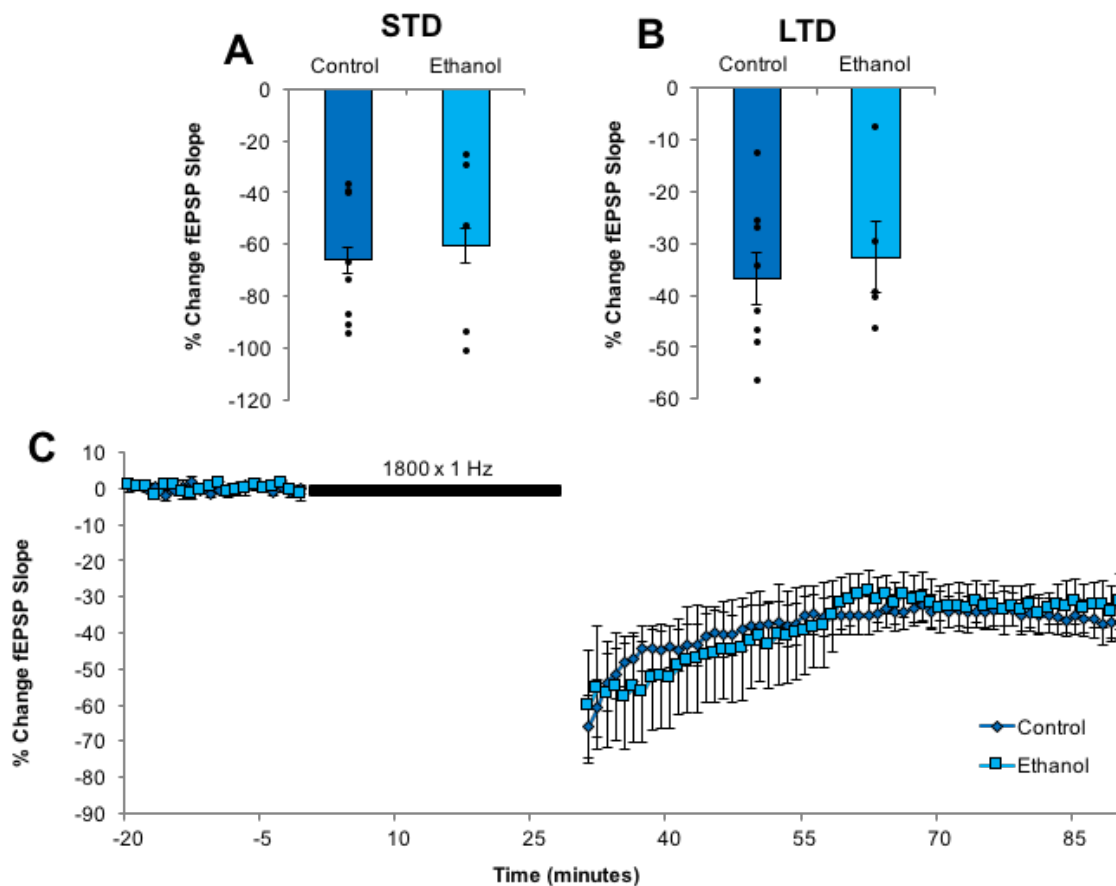 A
STD
Control Ethanol
0
-20
-40
-60
-80
-100
-120
% Change fEPSP Slope
B
LTD
Control Ethanol
0
-10
-20
-30
-40
-50
-60
% Change fEPSP Slope
C
10
0
-10
-20
-30
-40
-50
-60
-70
-80
-90
% Change fEPSP Slope
1800 x 1 Hz
Control
Ethanol
-20 -5 10 25 40 55 70 85
Time (minutes)